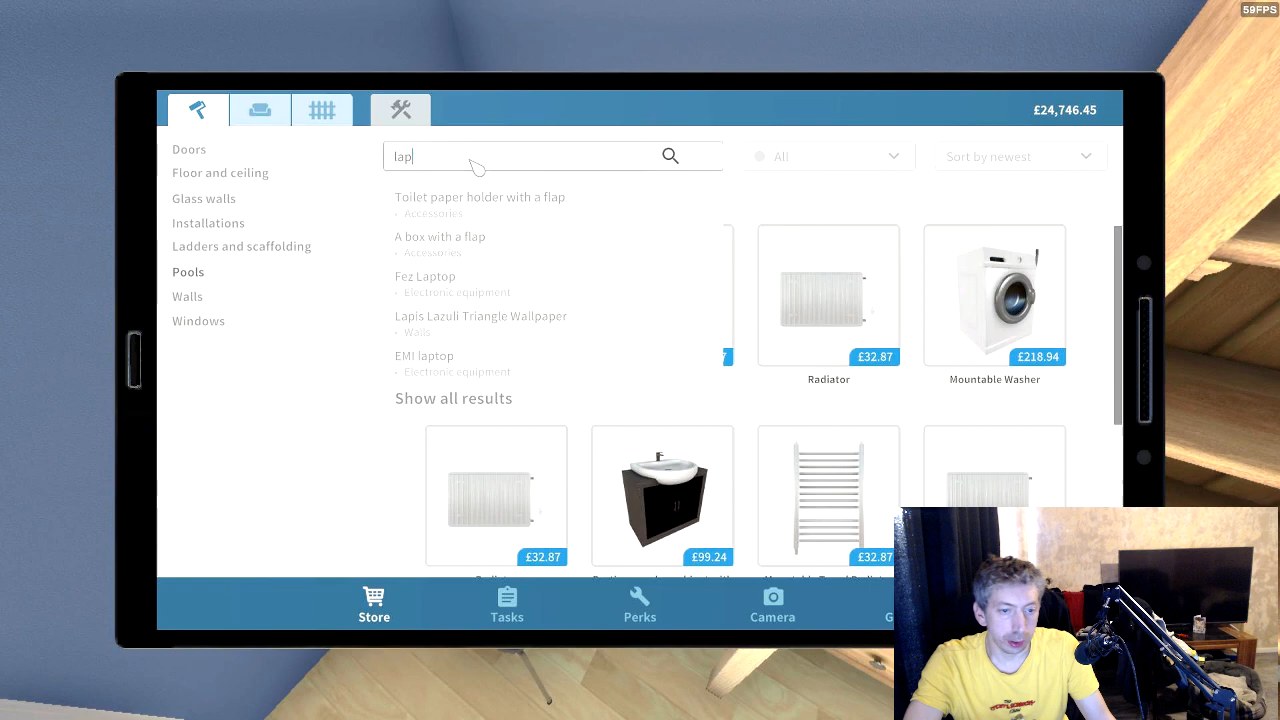 59FPS
£24,746.45
Doors
Floor and ceiling
Glass walls
Installations
Ladders and scaffolding
Pools
Walls
Windows
lap
All
Sort by newest
Toilet paper holder with a flap
• Accessories
A box with a flap
• Accessories
Fez Laptop
• Electronic equipment
Lapis Lazuli Triangle Wallpaper
• Walls
EMI laptop
• Electronic equipment
Show all results
7
£32.87
£218.94
Radiator
Mountable Washer
£32.87
£99.24
£32.87
Store
Tasks
Perks
Camera
G